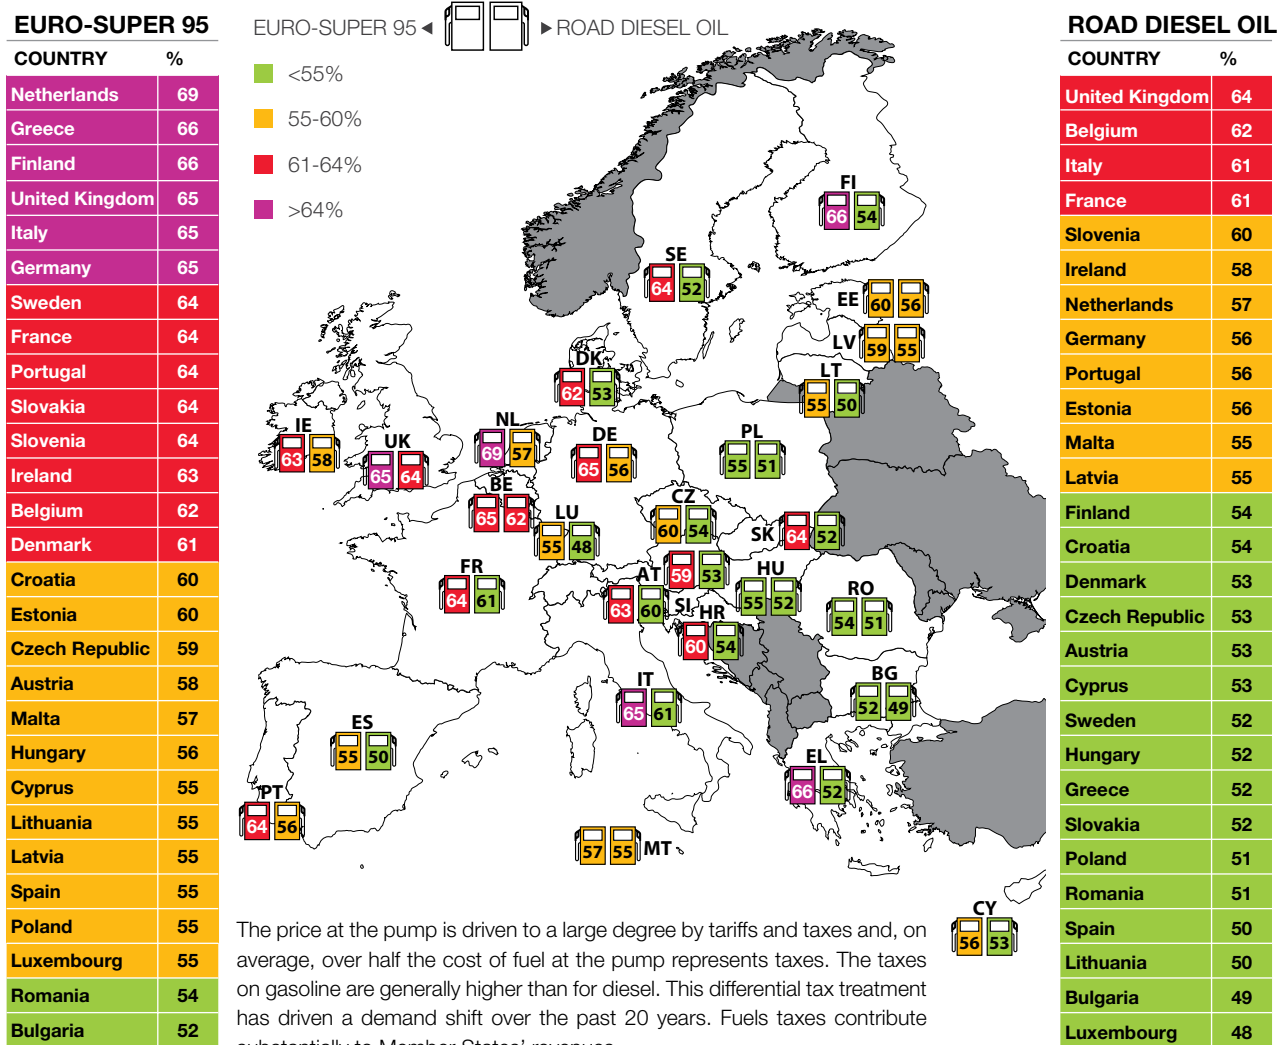 EURO-SUPER 95
COUNTRY %
Netherlands 69
Greece 66
Finland 66
United Kingdom 65
Italy 65
Germany 65
Sweden 64
France 64
Portugal 64
Slovakia 64
Slovenia 64
Ireland 63
Belgium 62
Denmark 61
Croatia 60
Estonia 60
Czech Republic 59
Austria 58
Malta 57
Hungary 56
Cyprus 55
Lithuania 55
Latvia 55
Spain 55
Poland 55
Luxembourg 55
Romania 54
Bulgaria 52
EURO-SUPER 95 ROAD DIESEL OIL
<55%
55-60%
61-64%
>64%
FI
66 54
SE
64 52
EE 60 56
LV 59 55
LT
55 50
DK
62 53
IE
63 58
UK
65 64
NL
69 57
DE
65 56
PL
55 51
BE
65 62
LU
55 48
CZ
60 54
SK 64 52
FR
64 61
AT 59 53
63 60 SI
HU
55 52
RO
54 51
HR
60 54
IT
65 61
BG
52 49
ES
55 50
EL
66 52
PT
64 56
57 55 MT
CY
56 53
The price at the pump is driven to a large degree by tariffs and taxes and, on
average, over half the cost of fuel at the pump represents taxes. The taxes
on gasoline are generally higher than for diesel. This differential tax treatment
has driven a demand shift over the past 20 years. Fuels taxes contribute
substantially to Member States' revenues
ROAD DIESEL OIL
COUNTRY %
United Kingdom 64
Belgium 62
Italy 61
France 61
Slovenia 60
Ireland 58
Netherlands 57
Germany 56
Portugal 56
Estonia 56
Malta 55
Latvia 55
Finland 54
Croatia 54
Denmark 53
Czech Republic 53
Austria 53
Cyprus 53
Sweden 52
Hungary 52
Greece 52
Slovakia 52
Poland 51
Romania 51
Spain 50
Lithuania 50
Bulgaria 49
Luxembourg 48